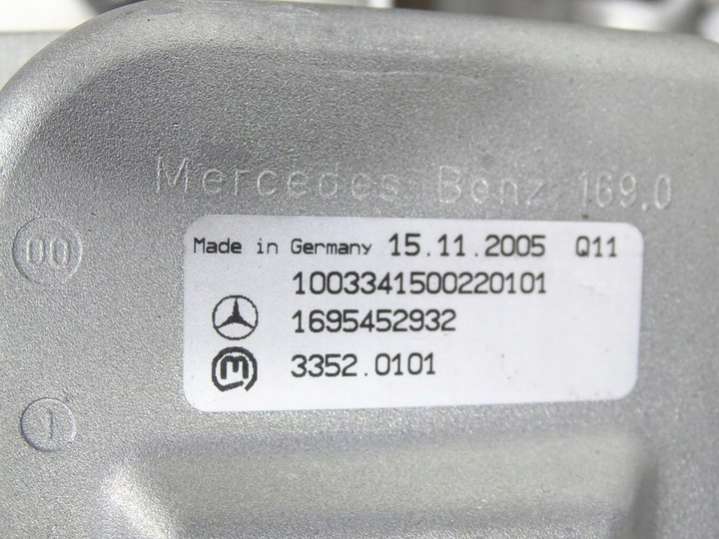 Mercedes Benz 169.0
00
Made in Germany 15.11.2005 Q11
1003341500220101
1695452932
M 3352.0101
1